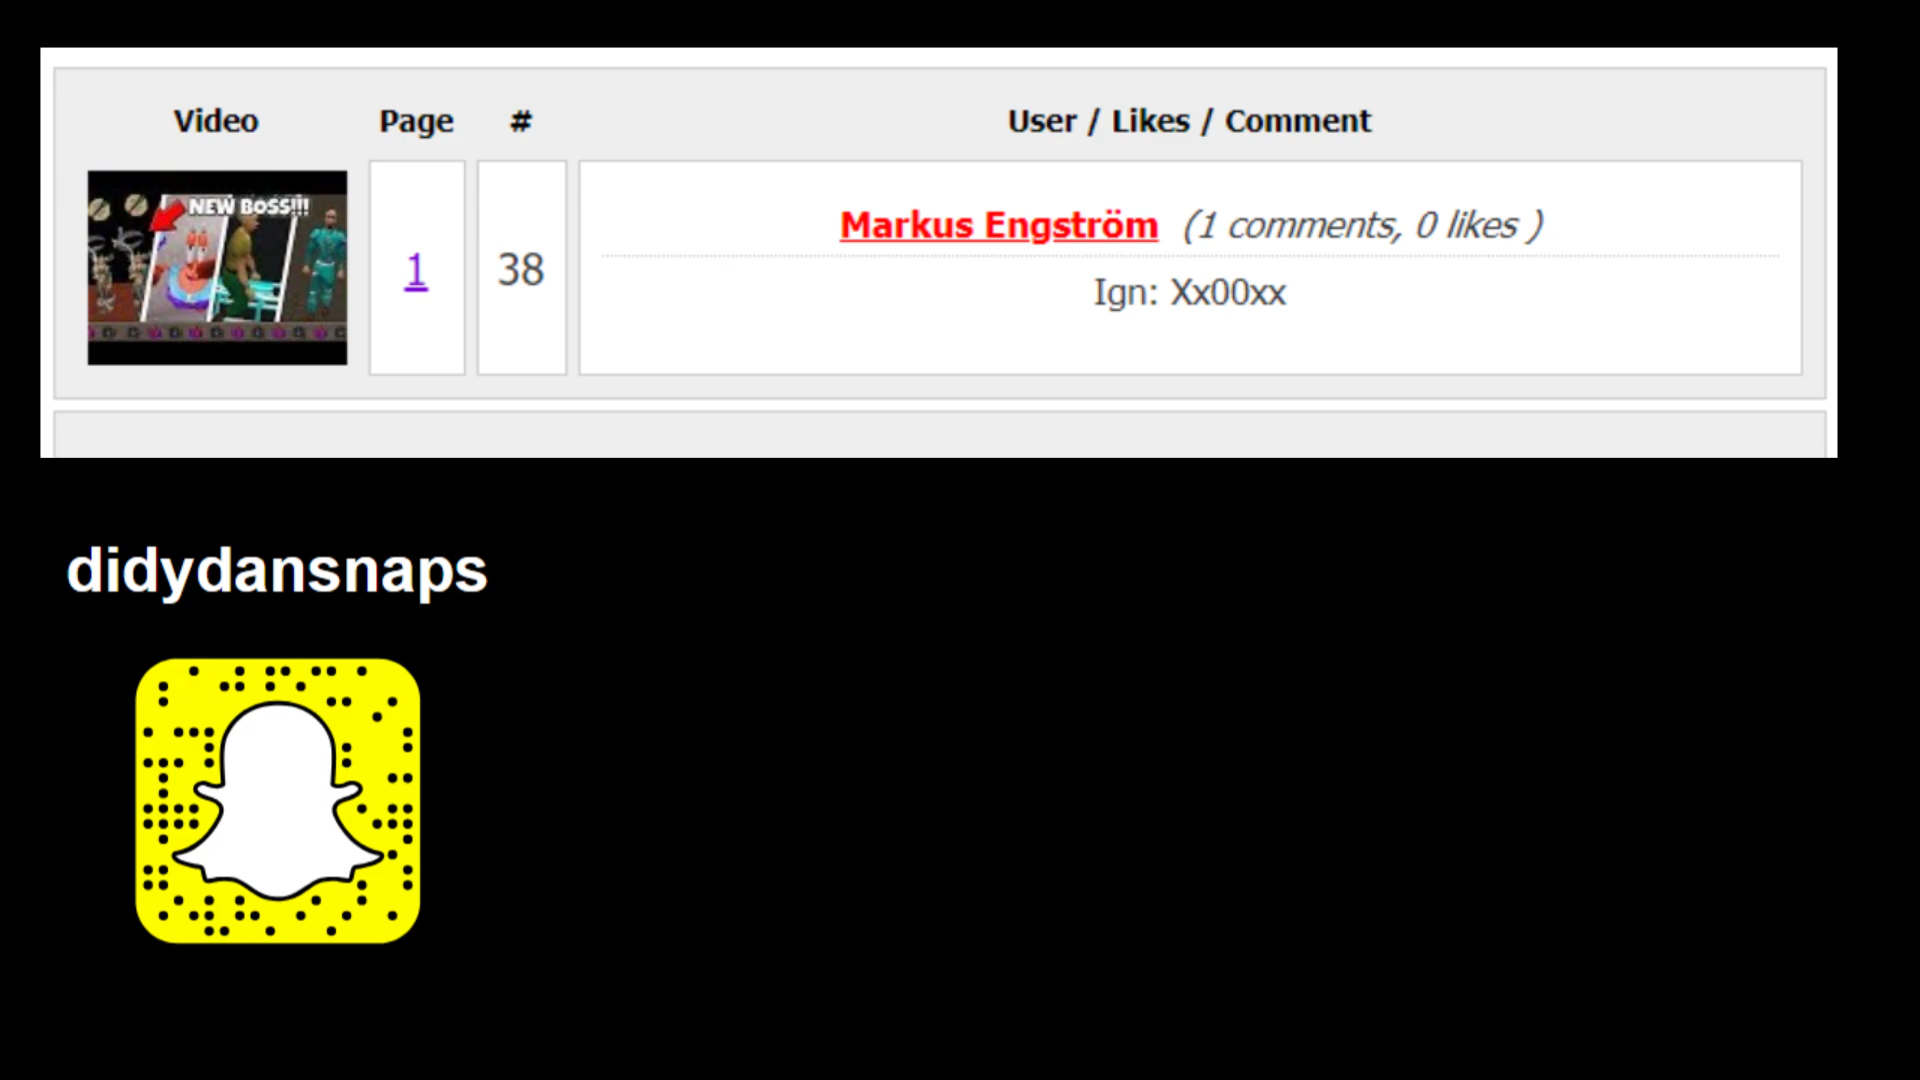 Video Page # User / Likes / Comment
NEW BOSS!!!
1 38 Markus Engström (1 comments, 0 likes )
Ign: Xx00xx
didydansnaps